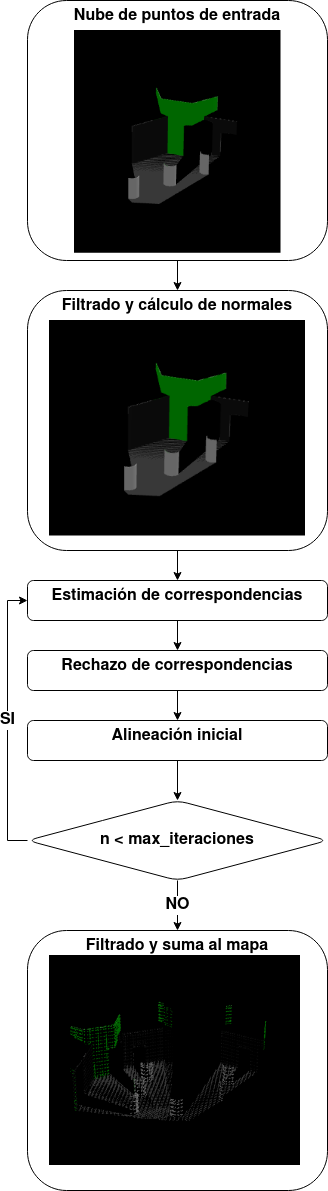 Nube de puntos de entrada
Filtrado y cálculo de normales
Estimación de correspondencias
Rechazo de correspondencias
Alineación inicial
SI
n < max_iteraciones
NO
Filtrado y suma al mapa